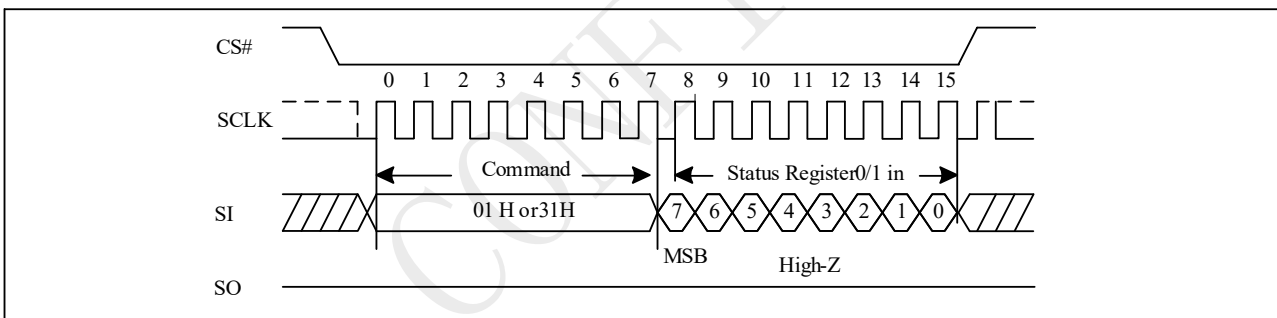 CS#
0 1 2 3 4 5 6 7 8 9 10 11 12 13 14 15
SCLK
Command
Status Register0/1 in
SI
01 H or31H
7 6 5 4 3 2 1 0
MSB
High-Z
SO